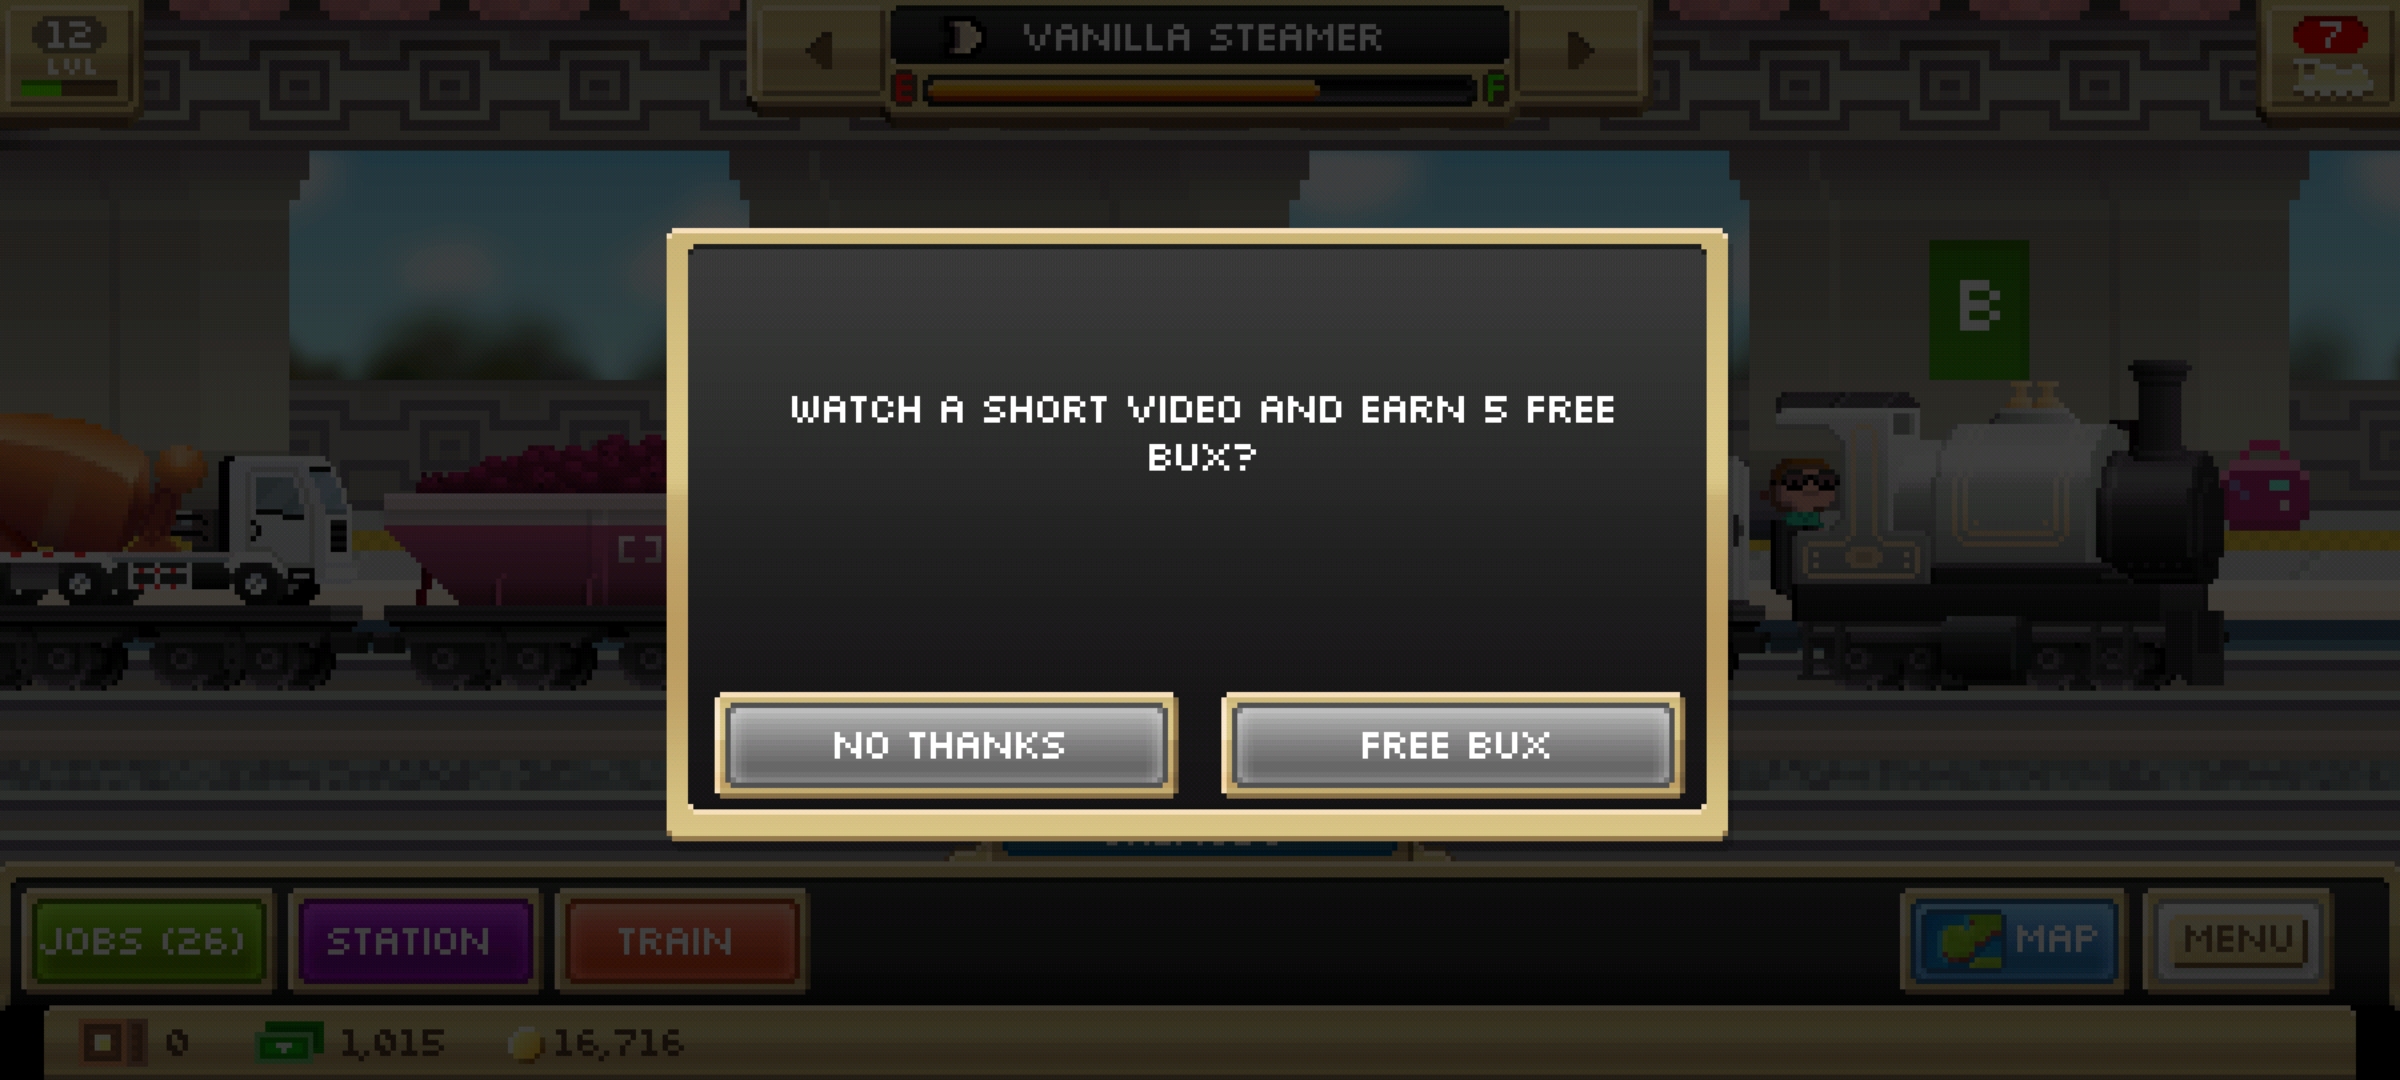 12
LVL
VANILLA STEAMER
E
F
7
B
WATCH A SHORT VIDEO AND EARN 5 FREE
BUX?
NO THANKS
FREE BUX
JOBS (26)
STATION
TRAIN
MAP
MENU
0
1,015
16,716